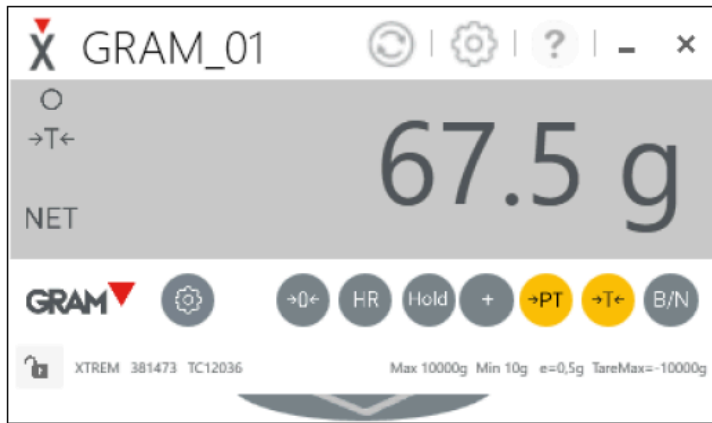 X GRAM_01 ?
→T← 67.5 g
NET
GRAM →0← HR Hold + →PT →T← B/N
XTREM 381473 TC12036 Max 10000g Min 10g e=0,5g TareMax=-10000g